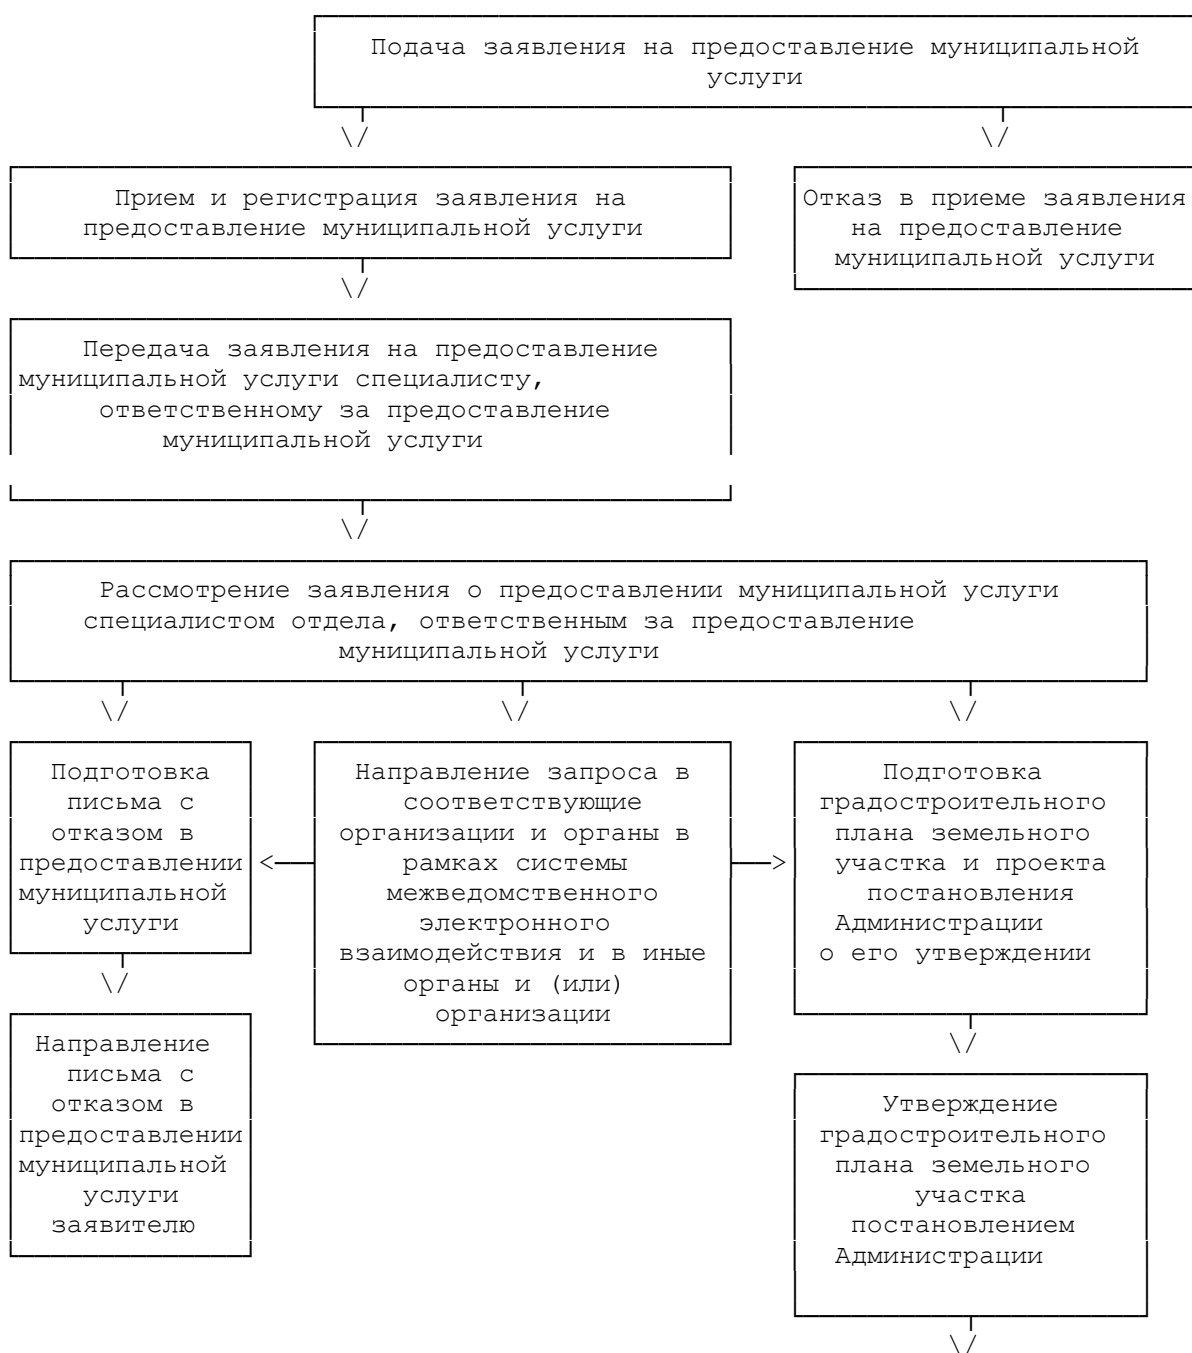 Подача заявления на предоставление муниципальной
услуги
Прием и регистрация заявления на
предоставление муниципальной услуги
Отказ в приеме заявления
на предоставление
муниципальной услуги
Передача заявления на предоставление
муниципальной услуги специалисту,
ответственному за предоставление
муниципальной услуги
Рассмотрение заявления о предоставлении муниципальной услуги
специалистом отдела, ответственным за предоставление
муниципальной услуги
Подготовка
письма с
отказом в
предоставлении
муниципальной
услуги
Направление запроса в
соответствующие
организации и органы в
рамках системы
межведомственного
электронного
взаимодействия и в иные
органы и (или)
организации
Подготовка
градостроительного
плана земельного
участка и проекта
постановления
Администрации
о его утверждении
Направление
письма с
отказом в
предоставлении
муниципальной
услуги
заявителю
Утверждение
градостроительного
плана земельного
участка
постановлением
Администрации